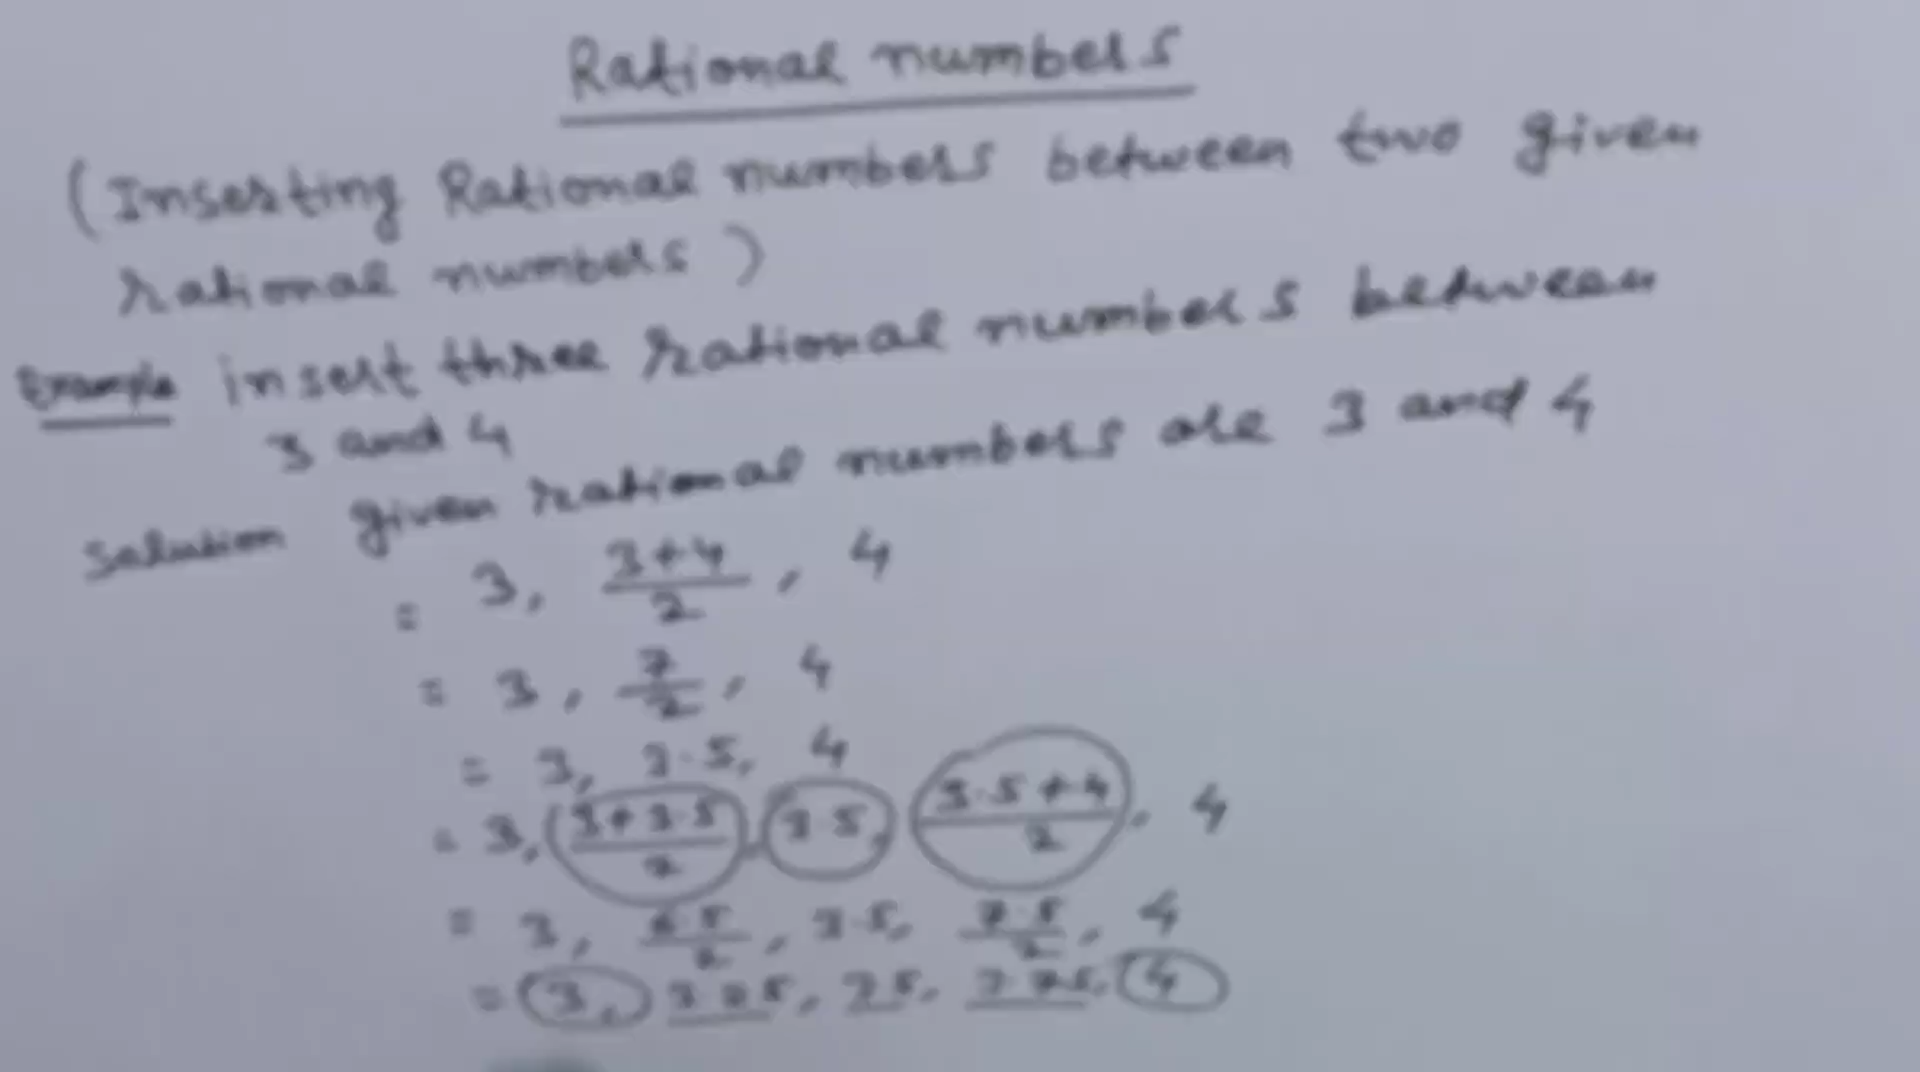 Rational numbers
(Inserting Rational numbers between two given
rational numbers)
Example insert three rational numbers between
3 and 4
Solution given rational numbers are 3 and 4
= 3, 3+4/2, 4
= 3, 7/2, 4
= 3, 3.5, 4
= 3, 3+3.5/2, 3.5, 3.5+4/2, 4
= 3, 6.5/2, 3.5, 7.5/2, 4
= 3, 3.25, 3.5, 3.75, 4